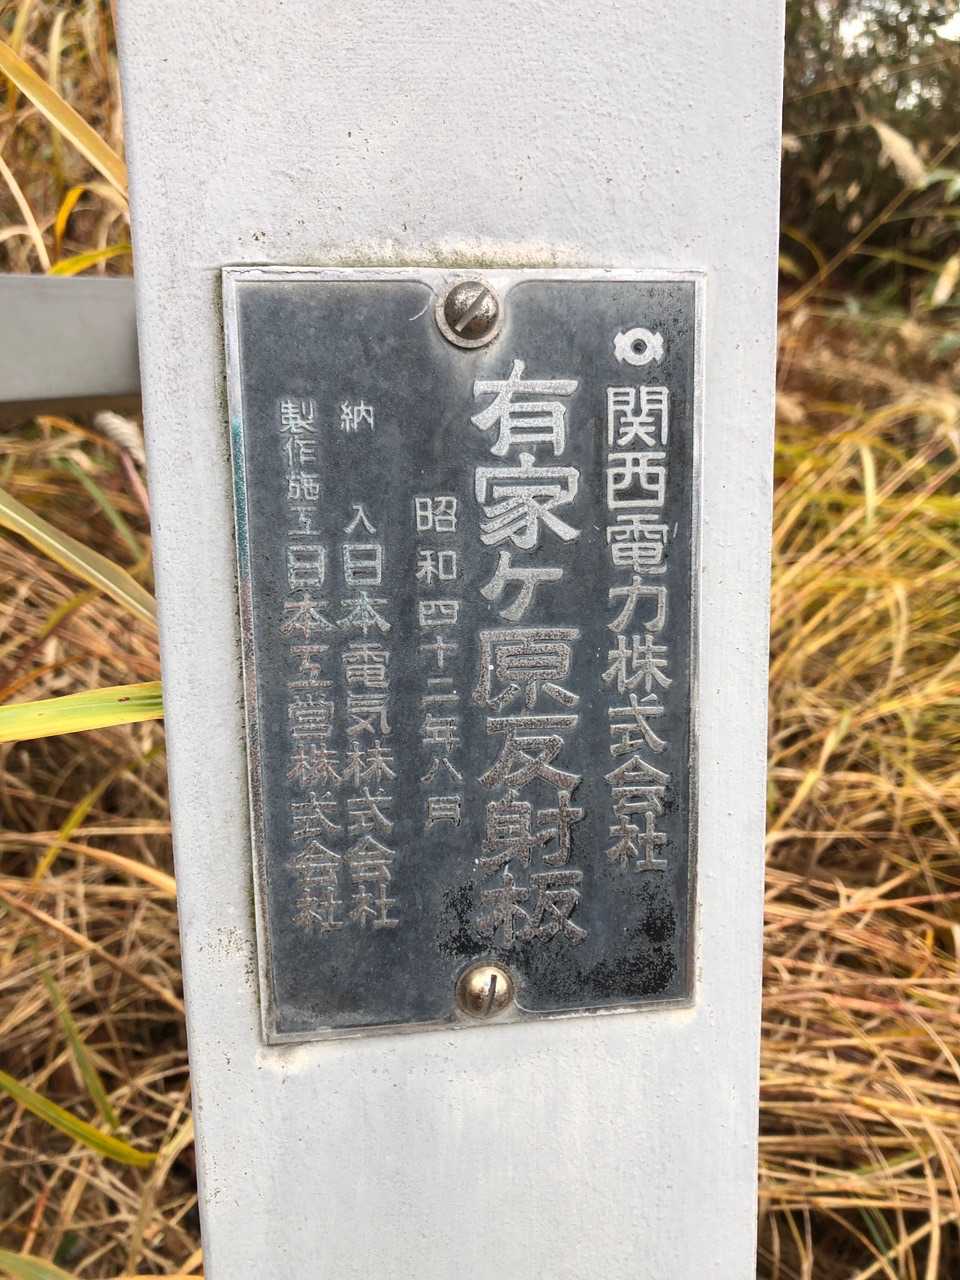 関西電力株式会社
有家ケ原反射板
昭和四十二年八月
納入日本電気株式会社
製作施工日本工営株式会社